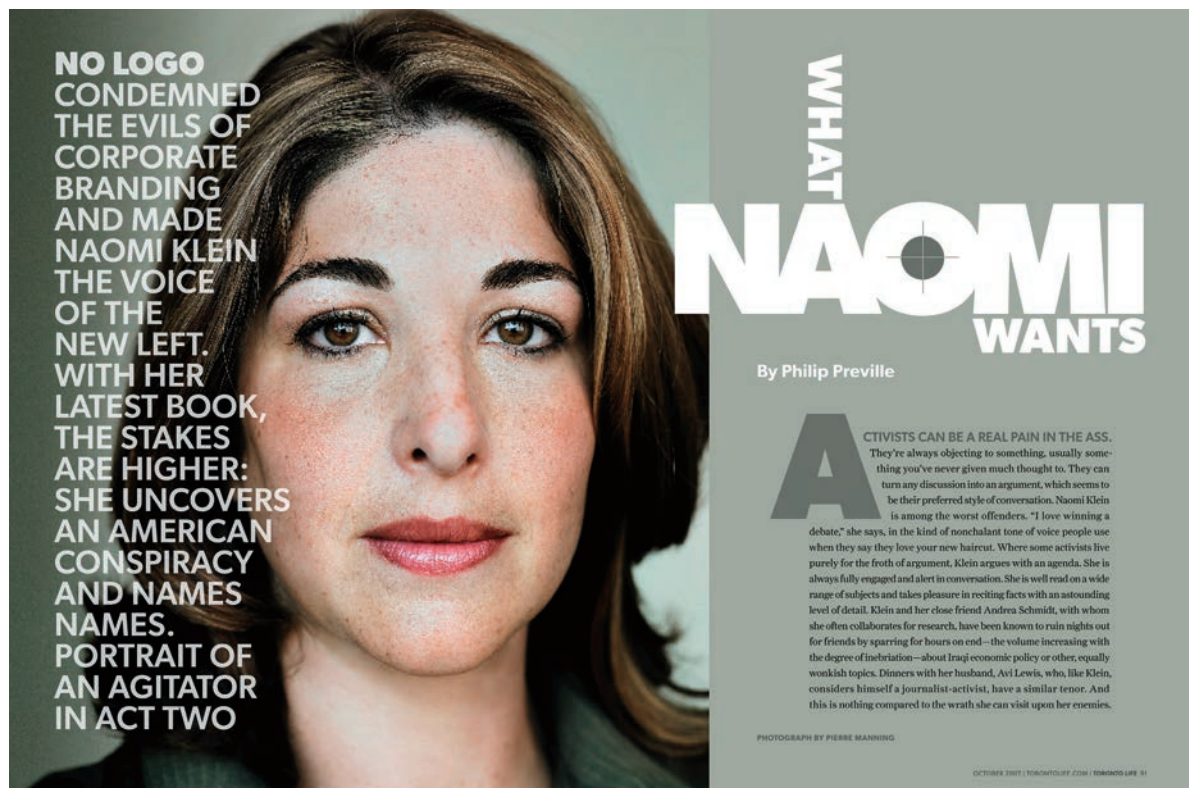 NO LOGO
CONDEMNED
THE EVILS OF
CORPORATE
BRANDING
AND MADE
NAOMI KLEIN
THE VOICE
OF THE
NEW LEFT.
WITH HER
LATEST BOOK,
THE STAKES
ARE HIGHER:
SHE UNCOVERS
AN AMERICAN
CONSPIRACY
AND NAMES
NAMES.
PORTRAIT OF
AN AGITATOR
IN ACT TWO
WHAT
NAOMI
WANTS
By Philip Preville
ACTIVISTS CAN BE A REAL PAIN IN THE ASS.
They're always objecting to something, usually some-
thing you've never given much thought to. They can
turn any discussion into an argument, which seems to
be their preferred style of conversation. Naomi Klein
is among the worst offenders. “I love winning a
debate,” she says, in the kind of nonchalant tone of voice people use
when they say they love your new haircut. Where some activists live
purely for the froth of argument, Klein argues with an agenda. She is
always fully engaged and alert in conversation. She is well read on a wide
range of subjects and takes pleasure in reciting facts with an astounding
level of detail. Klein and her close friend Andrea Schmidt, with whom
she often collaborates for research, have been known to ruin nights out
for friends by sparring for hours on end—the volume increasing with
the degree of inebriation—about Iraqi economic policy or other, equally
wonkish topics. Dinners with her husband, Avi Lewis, who, like Klein,
considers himself a journalist-activist, have a similar tenor. And
this is nothing compared to the wrath she can visit upon her enemies.
PHOTOGRAPH BY PIERRE MANNING
OCTOBER 2007 | TORONTOLIFE.COM | TORONTO LIFE